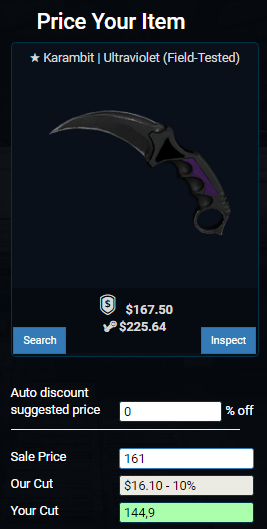 Price Your Item
★ Karambit | Ultraviolet (Field-Tested)
$ $167.50
$225.64
Search Inspect
Auto discount
suggested price 0 % off
Sale Price 161
Our Cut $16.10 - 10%
Your Cut 144,9